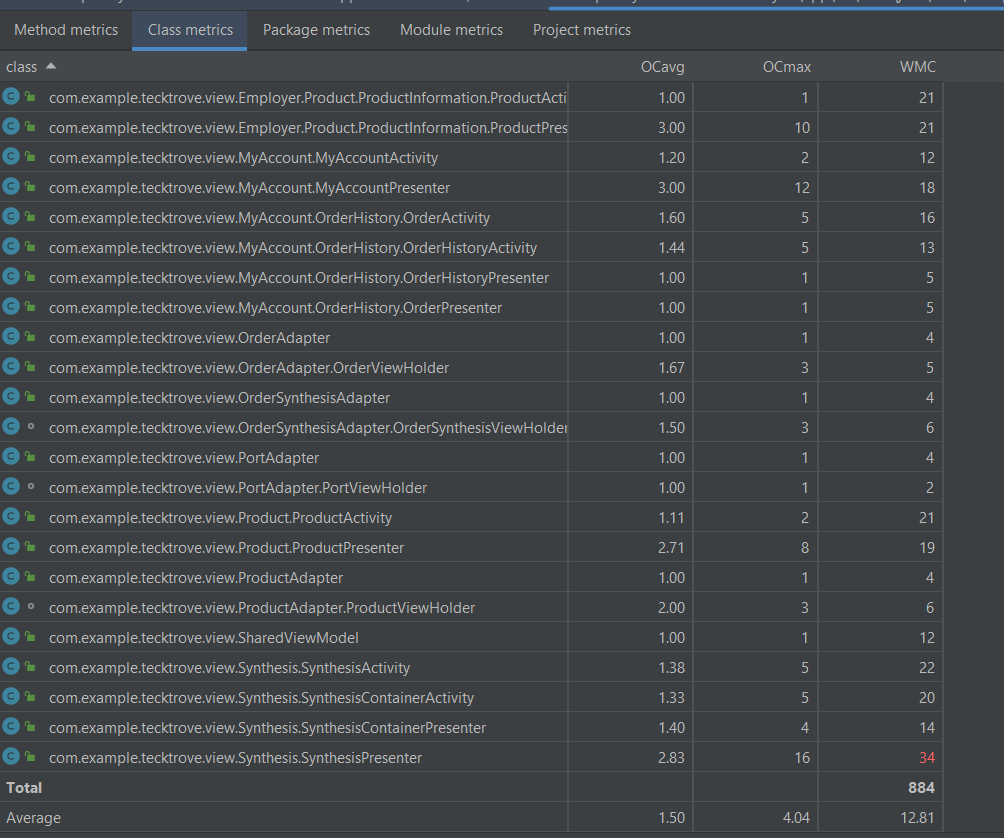 Method metrics Class metrics Package metrics Module metrics Project metrics
class OCavg OCmax WMC
com.example.tecktrove.view.Employer.Product.ProductInformation.ProductActi 1.00 1 21
com.example.tecktrove.view.Employer.Product.ProductInformation.ProductPres 3.00 10 21
com.example.tecktrove.view.MyAccount.MyAccountActivity 1.20 2 12
com.example.tecktrove.view.MyAccount.MyAccountPresenter 3.00 12 18
com.example.tecktrove.view.MyAccount.OrderHistory.OrderActivity 1.60 5 16
com.example.tecktrove.view.MyAccount.OrderHistory.OrderHistoryActivity 1.44 5 13
com.example.tecktrove.view.MyAccount.OrderHistory.OrderHistoryPresenter 1.00 1 5
com.example.tecktrove.view.MyAccount.OrderHistory.OrderPresenter 1.00 1 5
com.example.tecktrove.view.OrderAdapter 1.00 1 4
com.example.tecktrove.view.OrderAdapter.OrderViewHolder 1.67 3 5
com.example.tecktrove.view.OrderSynthesisAdapter 1.00 1 4
com.example.tecktrove.view.OrderSynthesisAdapter.OrderSynthesisViewHolder 1.50 3 6
com.example.tecktrove.view.PortAdapter 1.00 1 4
com.example.tecktrove.view.PortAdapter.PortViewHolder 1.00 1 2
com.example.tecktrove.view.Product.ProductActivity 1.11 2 21
com.example.tecktrove.view.Product.ProductPresenter 2.71 8 19
com.example.tecktrove.view.ProductAdapter 1.00 1 4
com.example.tecktrove.view.ProductAdapter.ProductViewHolder 2.00 3 6
com.example.tecktrove.view.SharedViewModel 1.00 1 12
com.example.tecktrove.view.Synthesis.SynthesisActivity 1.38 5 22
com.example.tecktrove.view.Synthesis.SynthesisContainerActivity 1.33 5 20
com.example.tecktrove.view.Synthesis.SynthesisContainerPresenter 1.40 4 14
com.example.tecktrove.view.Synthesis.SynthesisPresenter 2.83 16 34
Total 884
Average 1.50 4.04 12.81